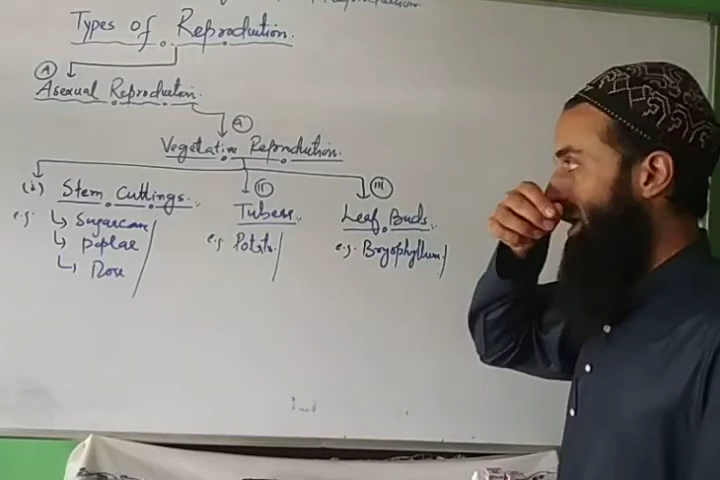 Reproduction
Types of Reproduction.
(A)
Asexual Reproduction.
(a)
Vegetative Reproduction.
(i) Stem Cuttings.
e.g. Sugarcane
Poplar
Rose
(II)
Tubers.
e.g. Potato
(III)
Leaf Buds.
e.g. Bryophyllum